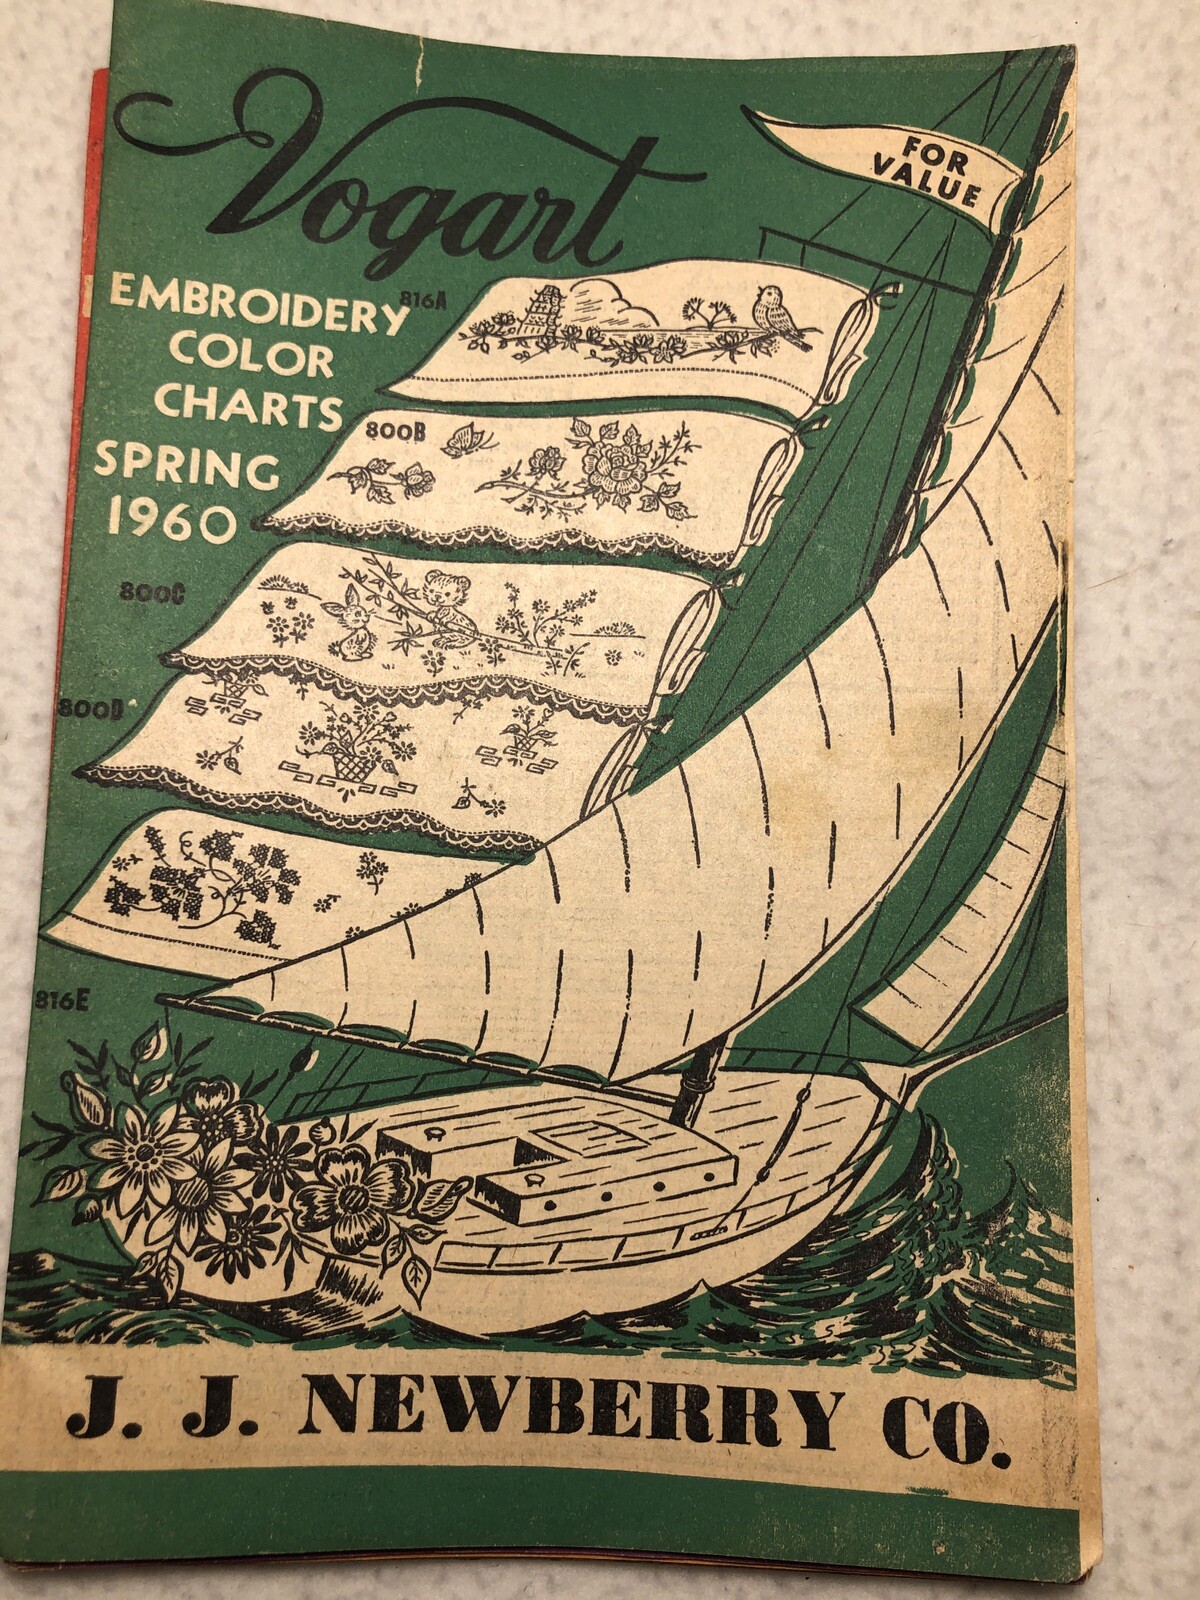 Vogart
FOR
VALUE
EMBROIDERY
COLOR
CHARTS
SPRING
1960
816A
800B
800C
800D
816E
J. J. NEWBERRY CO.